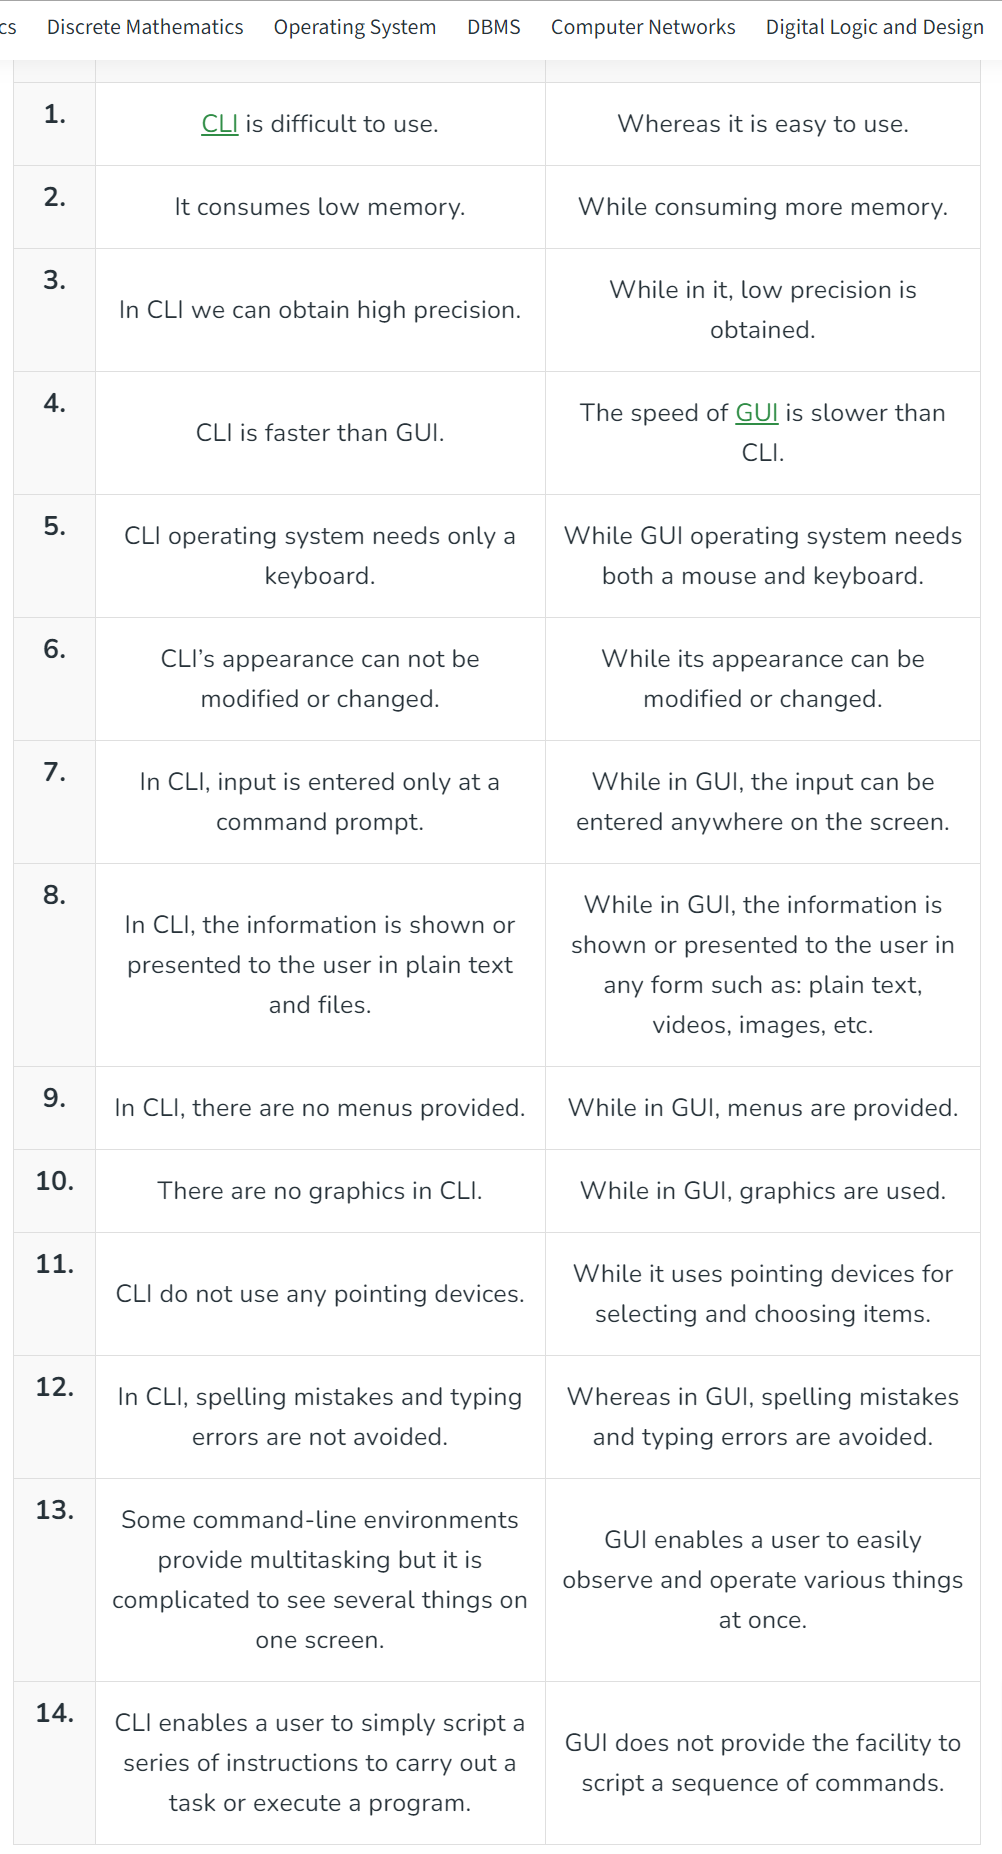 cs Discrete Mathematics Operating System DBMS Computer Networks Digital Logic and Design
1.
CLI is difficult to use.
Whereas it is easy to use.
2.
It consumes low memory.
While consuming more memory.
3.
In CLI we can obtain high precision.
While in it, low precision is
obtained.
4.
CLI is faster than GUI.
The speed of GUI is slower than
CLI.
5.
CLI operating system needs only a
keyboard.
While GUI operating system needs
both a mouse and keyboard.
6.
CLI’s appearance can not be
modified or changed.
While its appearance can be
modified or changed.
7.
In CLI, input is entered only at a
command prompt.
While in GUI, the input can be
entered anywhere on the screen.
8.
In CLI, the information is shown or
presented to the user in plain text
and files.
While in GUI, the information is
shown or presented to the user in
any form such as: plain text,
videos, images, etc.
9.
In CLI, there are no menus provided.
While in GUI, menus are provided.
10.
There are no graphics in CLI.
While in GUI, graphics are used.
11.
CLI do not use any pointing devices.
While it uses pointing devices for
selecting and choosing items.
12.
In CLI, spelling mistakes and typing
errors are not avoided.
Whereas in GUI, spelling mistakes
and typing errors are avoided.
13.
Some command-line environments
provide multitasking but it is
complicated to see several things on
one screen.
GUI enables a user to easily
observe and operate various things
at once.
14.
CLI enables a user to simply script a
series of instructions to carry out a
task or execute a program.
GUI does not provide the facility to
script a sequence of commands.